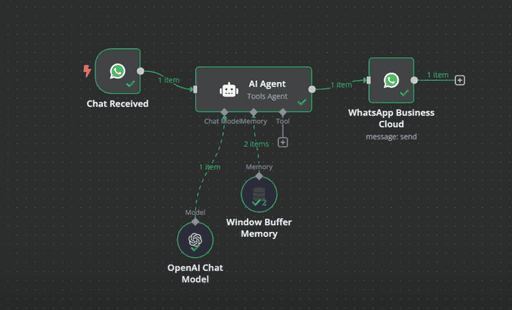 1 item
AI Agent
Tools Agent
1 item
1 item
Chat Received
Chat Model
Memory
Tool
WhatsApp Business
Cloud
message: send
2 items
1 item
Memory
2
Window Buffer
Memory
Model
OpenAI Chat
Model